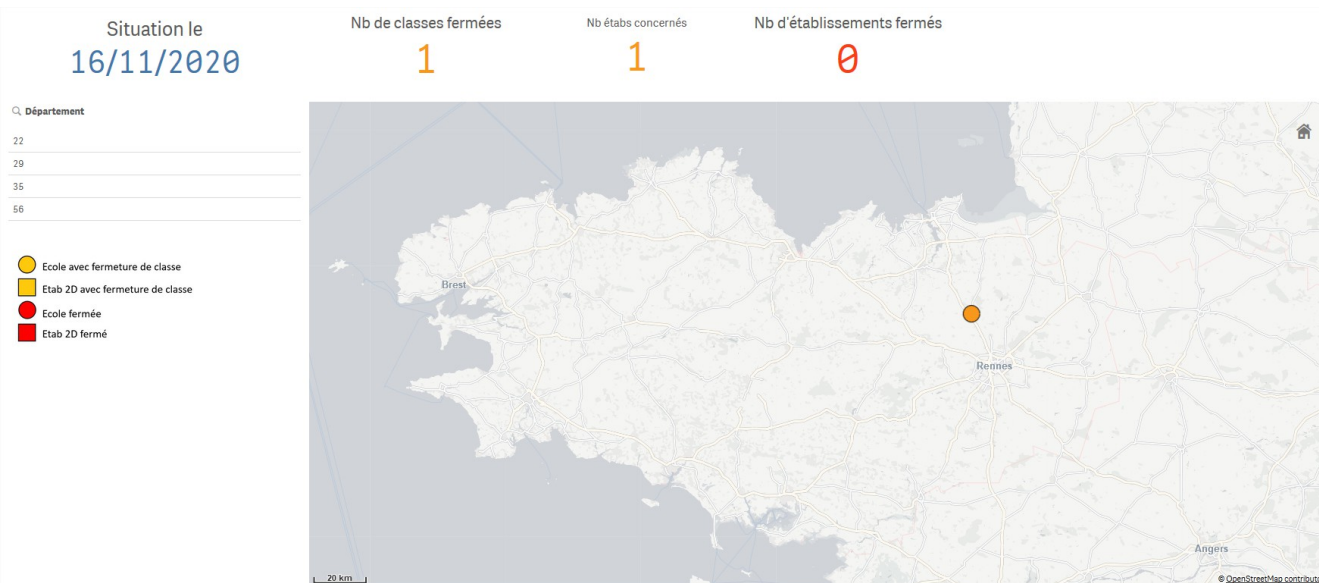 Situation le
16/11/2020
Nb de classes fermées
1
Nb étabs concernés
1
Nb d'établissements fermés
0
Département
22
29
35
56
Ecole avec fermeture de classe
Etab 2D avec fermeture de classe
Ecole fermée
Etab 2D fermé
Brest
Rennes
Angers
20 km
© OpenStreetMap contributo